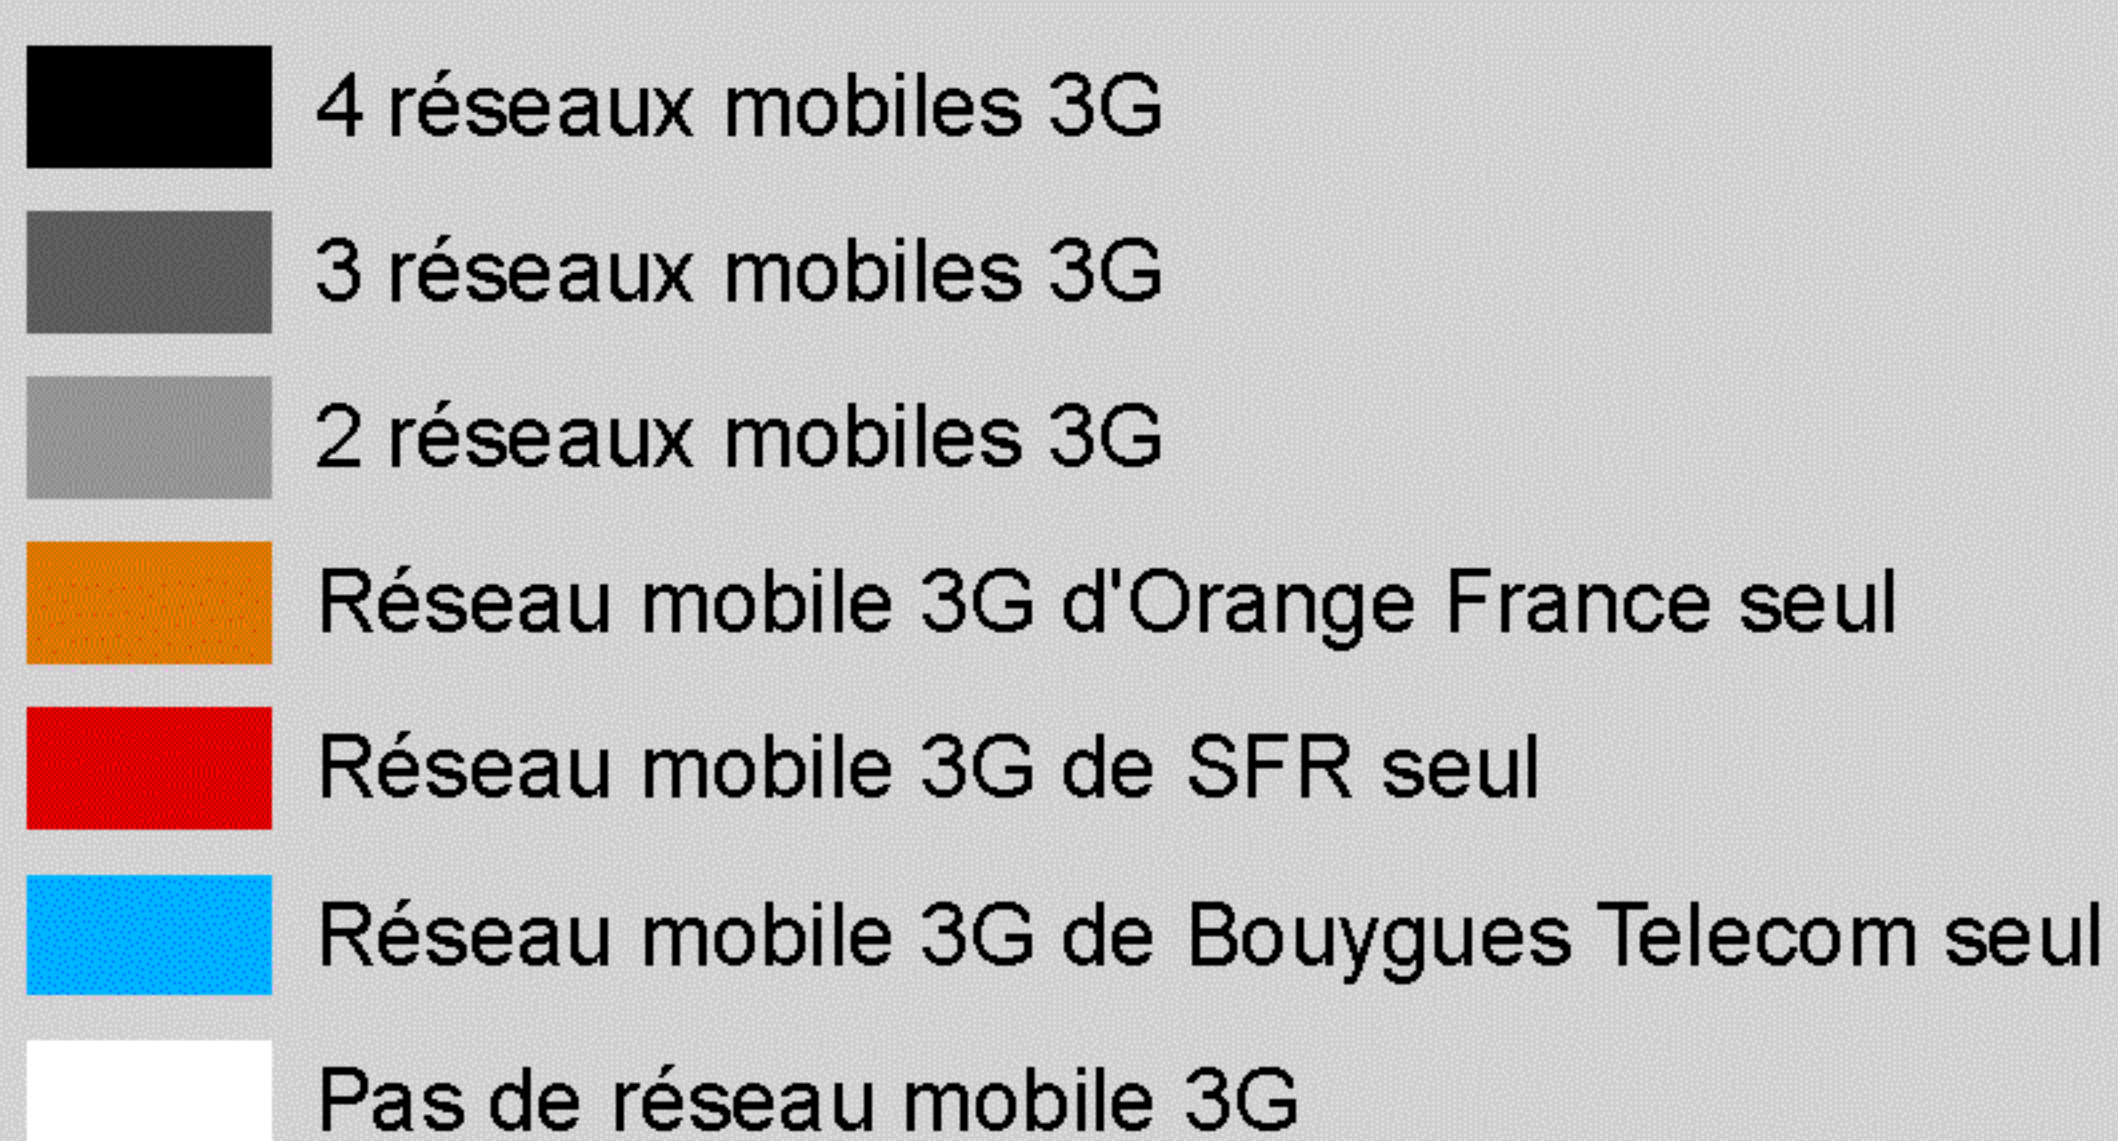 4 réseaux mobiles 3G
3 réseaux mobiles 3G
2 réseaux mobiles 3G
Réseau mobile 3G d'Orange France seul
Réseau mobile 3G de SFR seul
Réseau mobile 3G de Bouygues Telecom seul
Pas de réseau mobile 3G